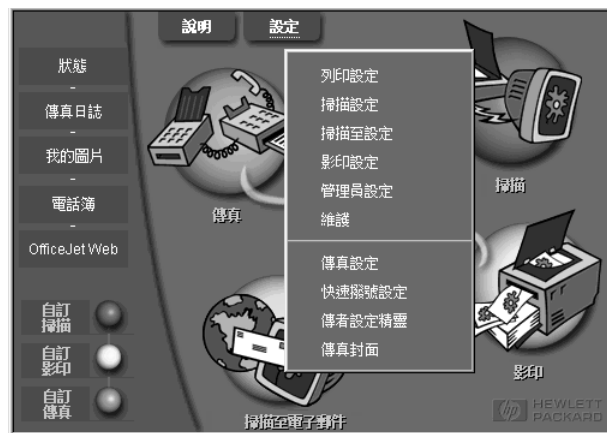 說明
設定
狀態
傳真日誌
我的圖片
電話簿
OfficeJet Web
自訂
掃描
自訂
影印
自訂
傳真
列印設定
掃描設定
掃描至設定
影印設定
管理員設定
維護
傳真設定
快速撥號設定
傳者設定精靈
傳真封面
傳真
掃描
掃描至電子郵件
影印
hp HEWLETT
PACKARD